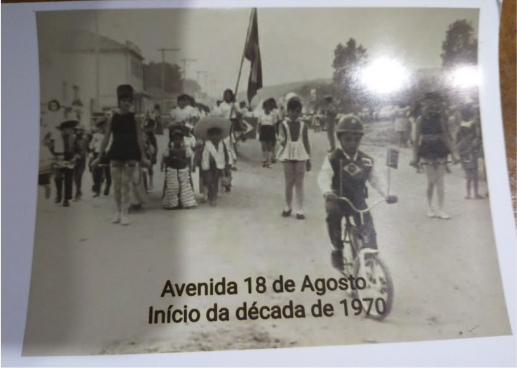 Avenida 18 de Agosto
Início da década de 1970